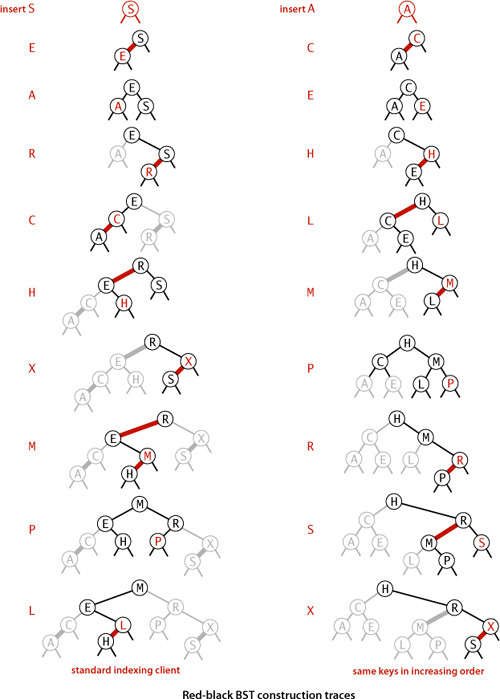 insert S
S
E
S
E
A
E
A S
R
E
A S
R
C
E
C S
A R
H
R
E S
C H
A
X
R
E X
C H S
A
M
R
E X
C M S
A H
P
M
E R
C H P X
A S
L
M
E R
C L P X
A H S
standard indexing client
insert A
A
C
C
A
E
C
A E
H
C
A H
E
L
H
C L
A E
M
H
C M
A E L
P
H
C M
A E L P
R
H
C M
A E L R
P
S
H
C R
A E M S
L P
X
H
C R
A E M X
L P S
same keys in increasing order
Red-black BST construction traces